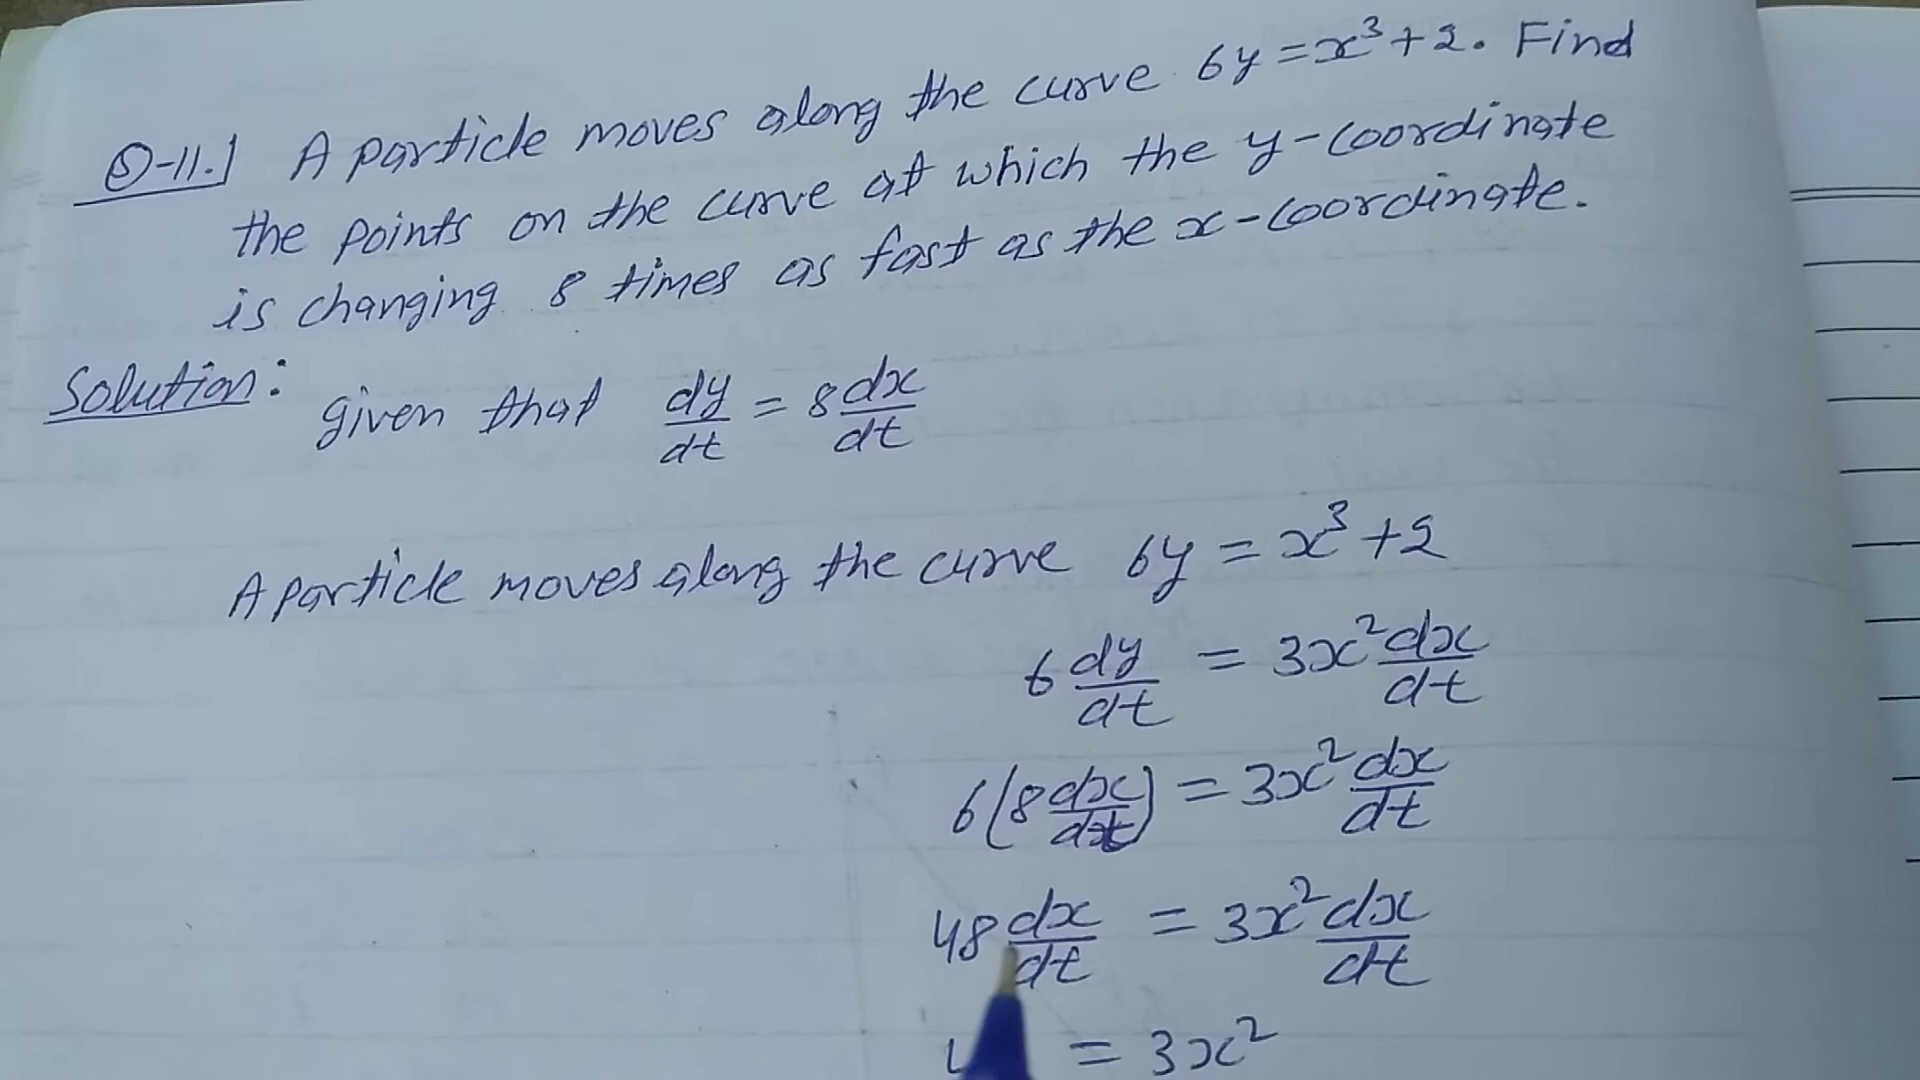 Q-11.] A particle moves along the curve 6y = x³ + 2. Find
the points on the curve at which the y-coordinate
is changing 8 times as fast as the x-coordinate.
Solution: given that dy/dt = 8 dx/dt
A particle moves along the curve 6y = x³ + 2
6 dy/dt = 3x² dx/dt
6(8 dx/dt) = 3x² dx/dt
48 dx/dt = 3x² dx/dt
= 3x²